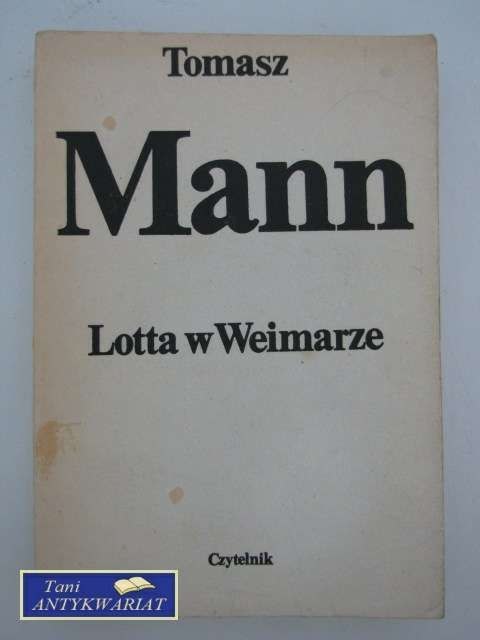 Tomasz
Mann
Lotta w Weimarze
Czytelnik
Tani
ANTYKWARIAT